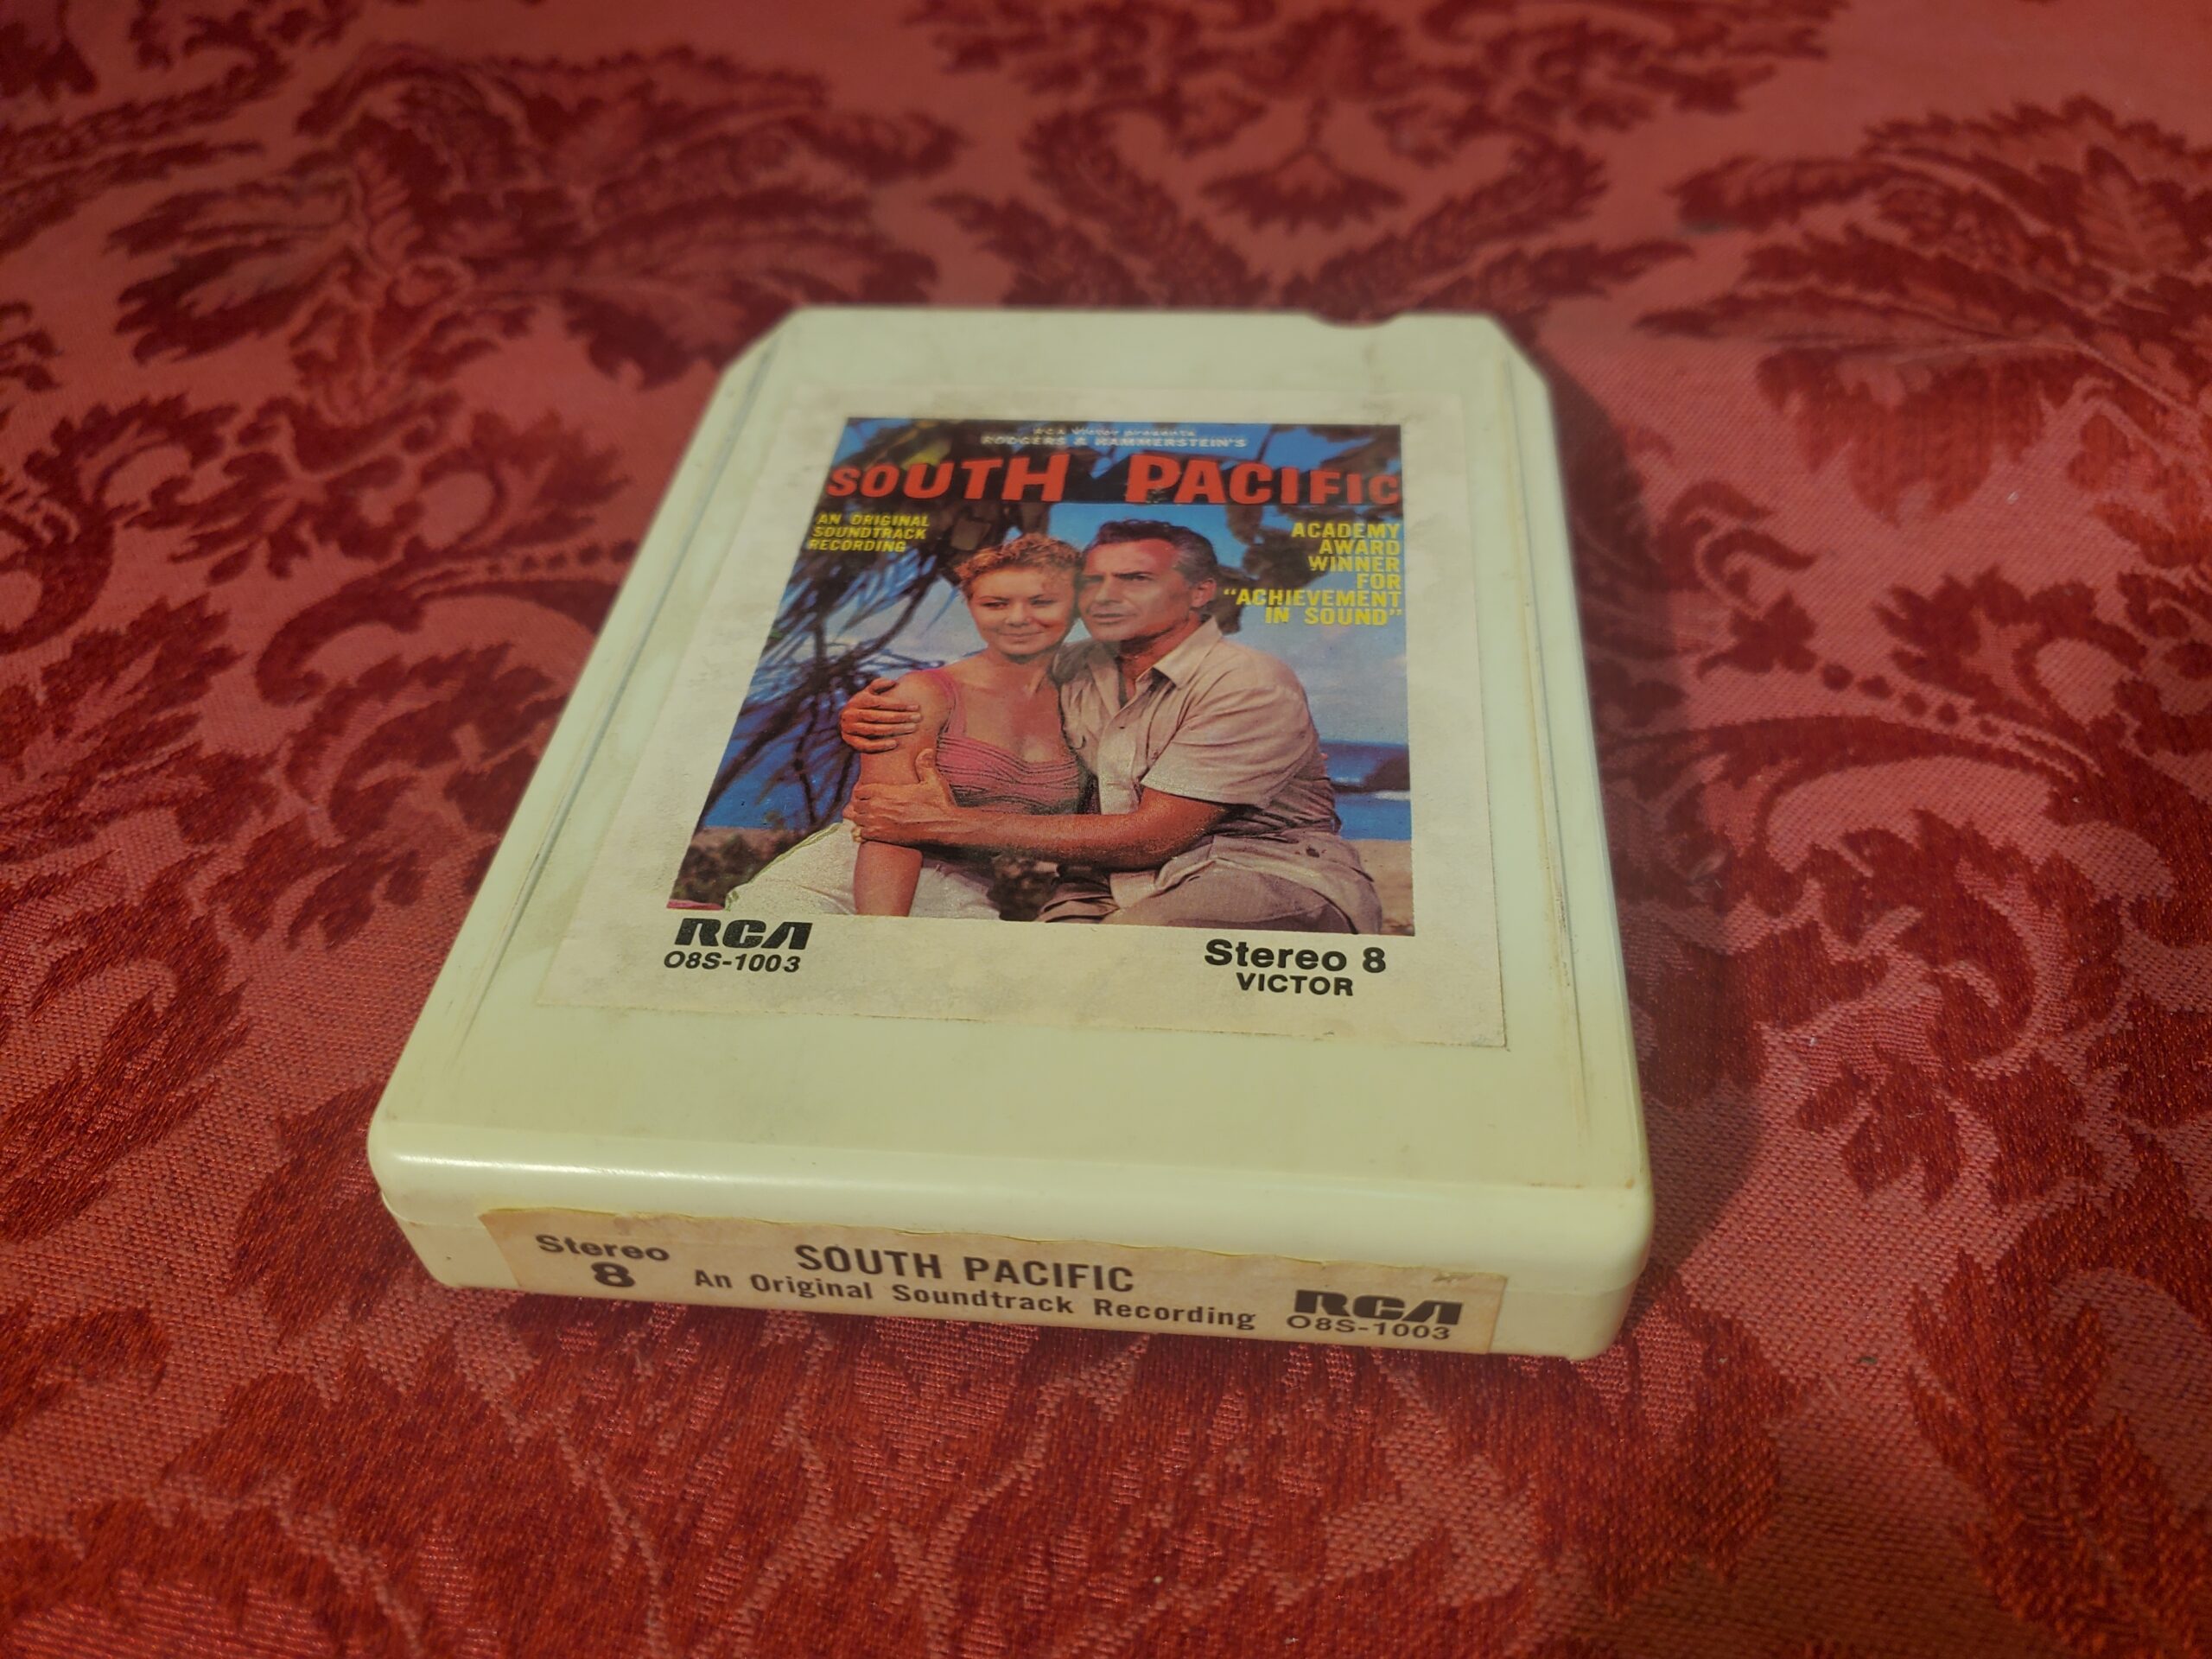 RCA Victor presents
RODGERS & HAMMERSTEIN'S
SOUTH PACIFIC
AN ORIGINAL
SOUNDTRACK
RECORDING
ACADEMY
AWARD
WINNER
FOR
"ACHIEVEMENT
IN SOUND"
RCA
O8S-1003
Stereo 8
VICTOR
Stereo
8
SOUTH PACIFIC
An Original Soundtrack Recording
RCA
O8S-1003